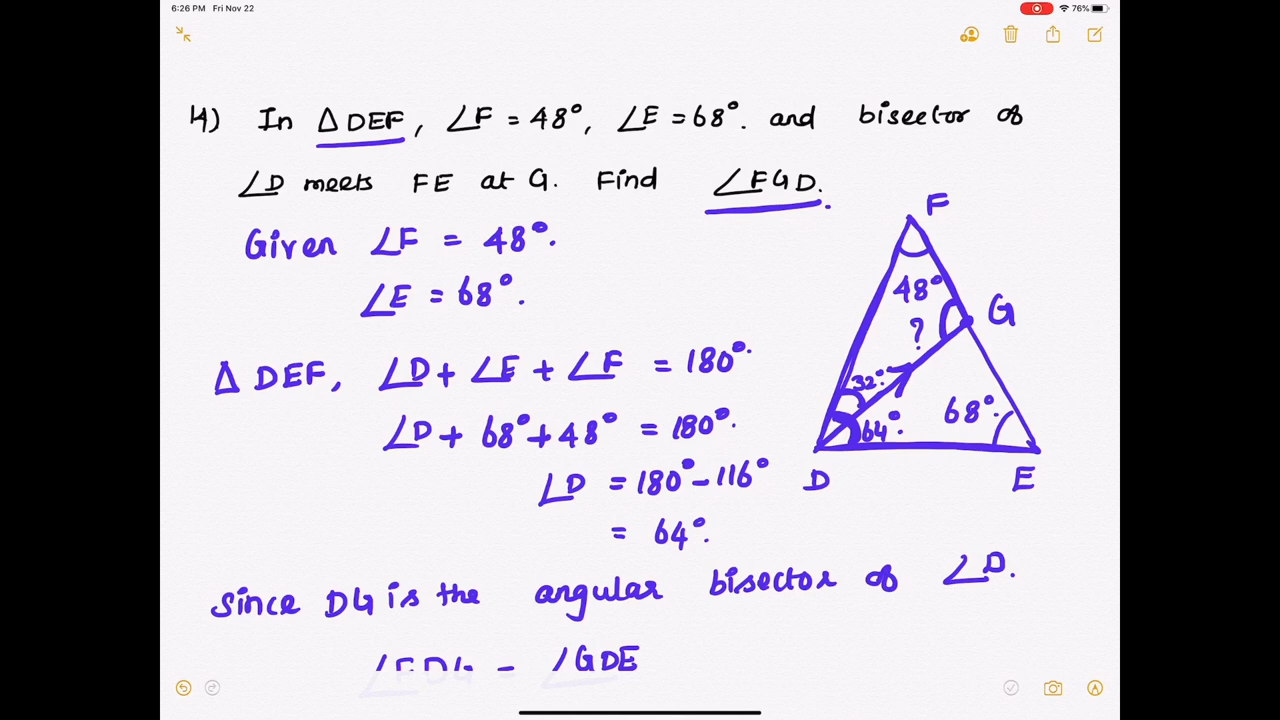 6:26 PM Fri Nov 22
76%
4) In Δ DEF, ∠F = 48°, ∠E = 68°. and bisector of
∠D meets FE at G. Find ∠FGD.
Given ∠F = 48°.
∠E = 68°.
Δ DEF, ∠D + ∠E + ∠F = 180°.
∠D + 68° + 48° = 180°.
∠D = 180° - 116°
= 64°.
Since DG is the angular bisector of ∠D.
∠FDG = ∠GDE
F
48°
G
?
32°.
64°.
68°.
D
E